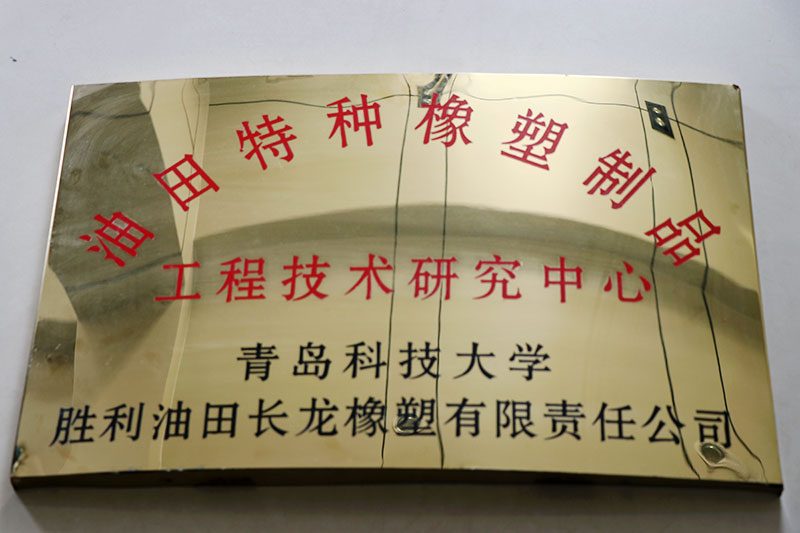 油田特种橡塑制品
工程技术研究中心
青岛科技大学
胜利油田长龙橡塑有限责任公司